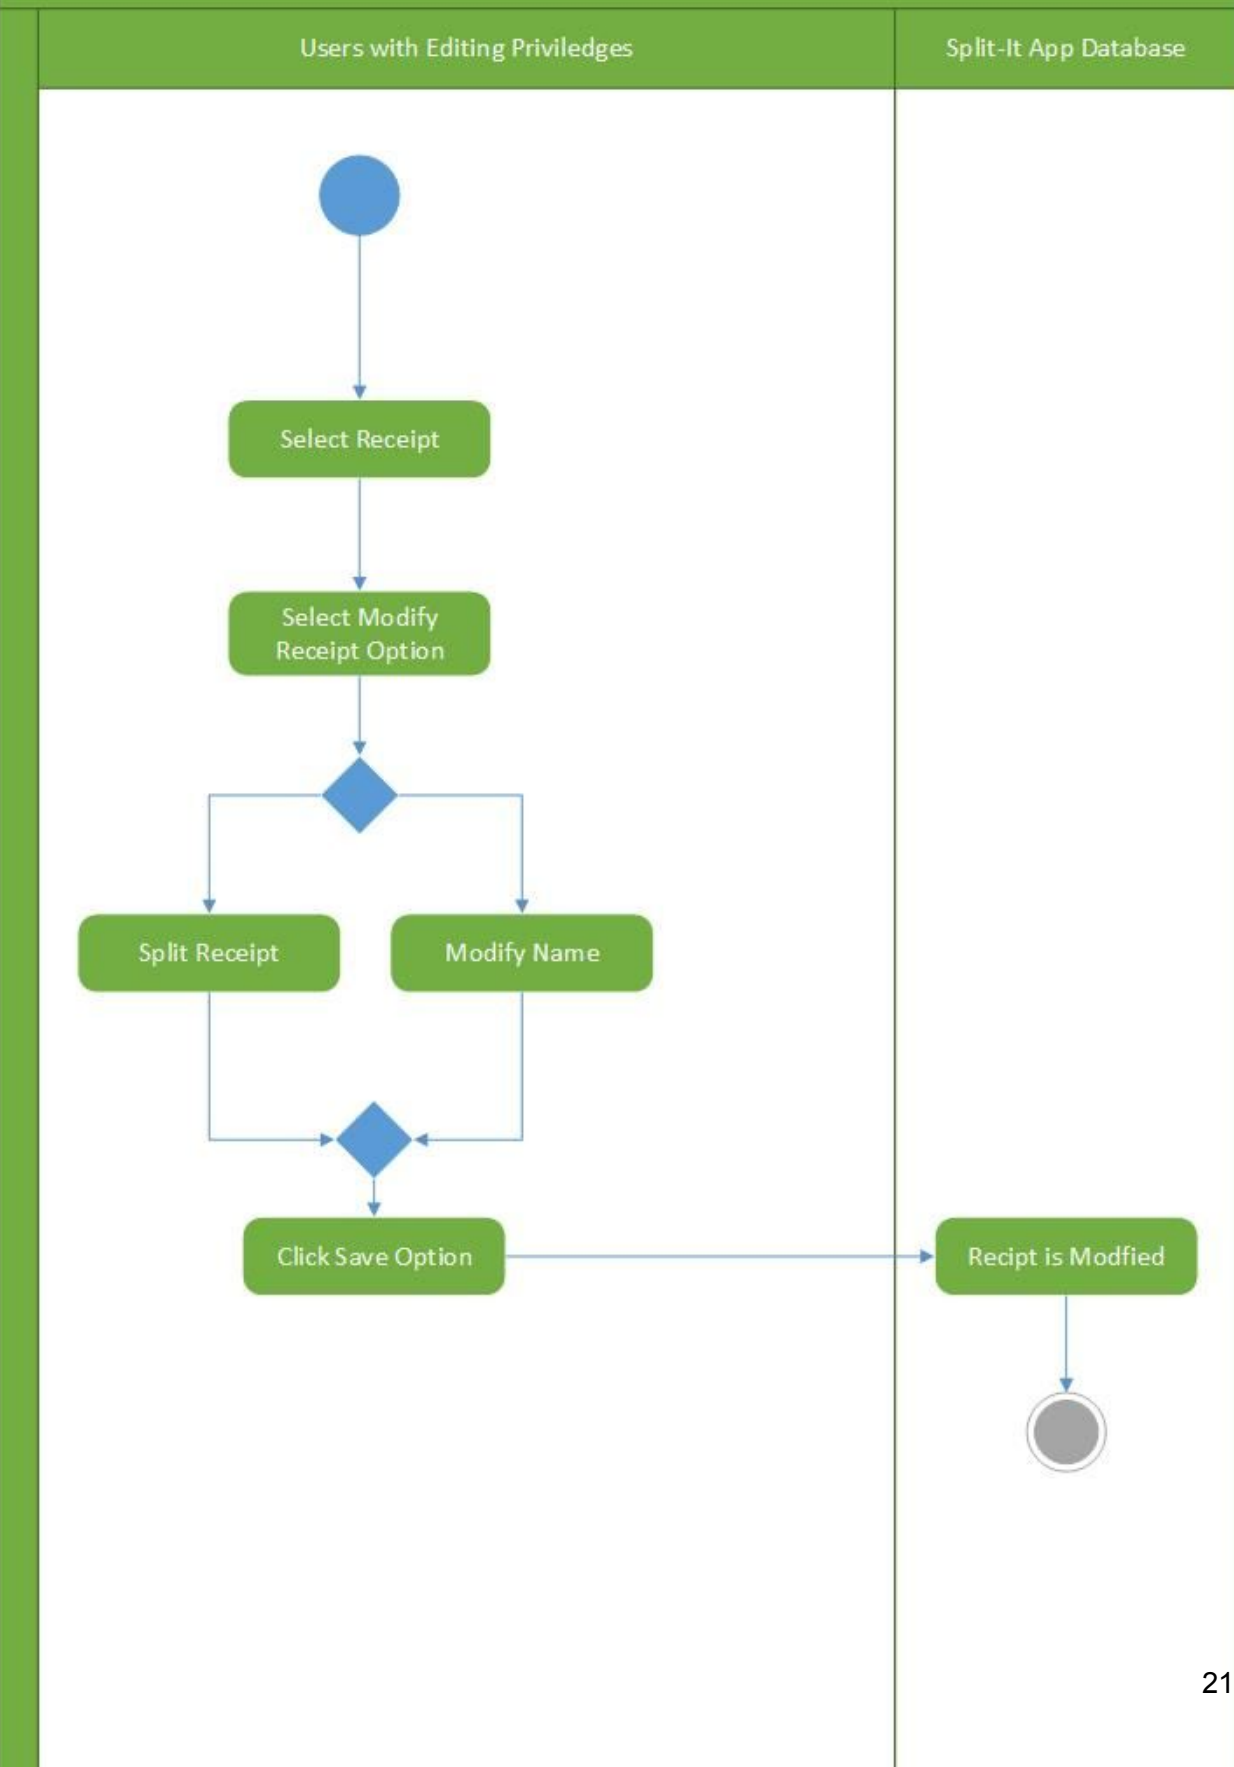 Users with Editing Priviledges
Split-It App Database
Select Receipt
Select Modify
Receipt Option
Split Receipt
Modify Name
Click Save Option
Recipt is Modfied
21